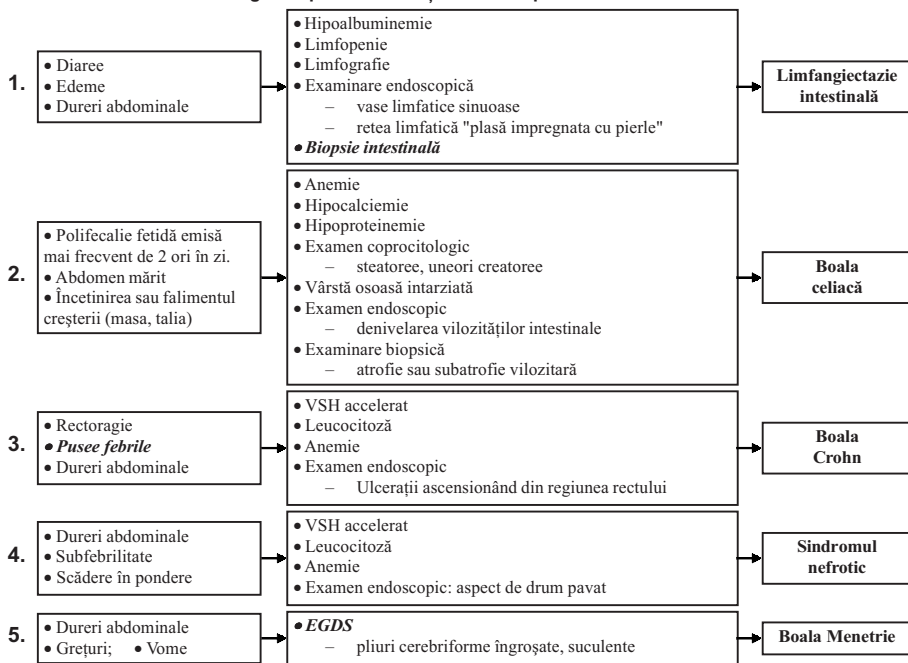 1.
• Diaree
• Edeme
• Dureri abdominale
• Hipoalbuminemie
• Limfopenie
• Limfografie
• Examinare endoscopică
– vase limfatice sinuoase
– retea limfatică "plasă impregnata cu pierle"
• Biopsie intestinală
Limfangiectazie
intestinală
2.
• Polifecalie fetidă emisă
mai frecvent de 2 ori în zi.
• Abdomen mărit
• Încetinirea sau falimentul
creșterii (masa, talia)
• Anemie
• Hipocalciemie
• Hipoproteinemie
• Examen coprocitologic
– steatoree, uneori creatoree
• Vârstă osoasă intarziată
• Examen endoscopic
– denivelarea vilozităților intestinale
• Examinare biopsică
– atrofie sau subatrofie vilozitară
Boala
celiacă
3.
• Rectoragie
• Pusee febrile
• Dureri abdominale
• VSH accelerat
• Leucocitoză
• Anemie
• Examen endoscopic
– Ulcerații ascensionând din regiunea rectului
Boala
Crohn
4.
• Dureri abdominale
• Subfebrilitate
• Scădere în pondere
• VSH accelerat
• Leucocitoză
• Anemie
• Examen endoscopic: aspect de drum pavat
Sindromul
nefrotic
5.
• Dureri abdominale
• Grețuri; • Vome
• EGDS
– pliuri cerebriforme îngroșate, suculente
Boala Menetrie